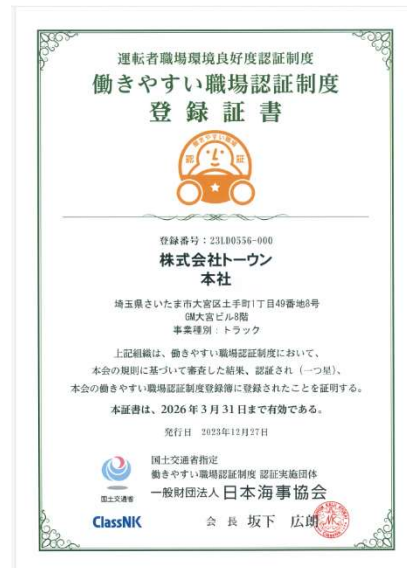 運転者職場環境良好度認証制度
働きやすい職場認証制度
登録証書
働きやすい職場
認 証
登録番号：23LD0556-000
株式会社トーウン
本社
埼玉県さいたま市大宮区土手町1丁目49番地8号
GM大宮ビル8階
事業種別：トラック
上記組織は、働きやすい職場認証制度において、
本会の規則に基づいて審査した結果、認証され（一つ星）、
本会の働きやすい職場認証制度登録簿に登録されたことを証明する。
本証書は、2026年3月31日まで有効である。
発行日 2023年12月27日
国土交通省指定
働きやすい職場認証制度 認証実施団体
一般財団法人 日本海事協会
国土交通省
ClassNK
会長 坂下 広朗